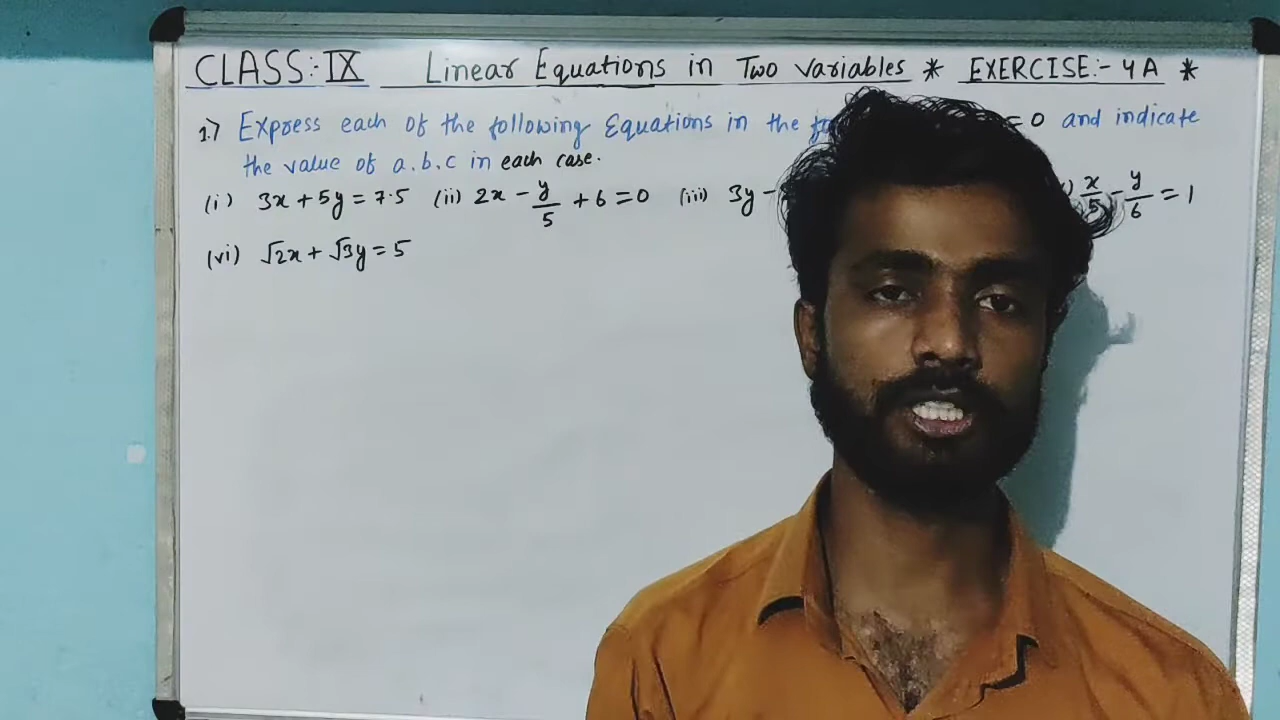 CLASS:- IX Linear Equations in Two Variables * EXERCISE:- 4A *
1.7 Express each of the following Equations in the = 0 and indicate
the value of a.b.c in each case.
(i) 3x + 5y = 7.5 (ii) 2x - y/5 + 6 = 0 (iii) 3y - x/5 - y/6 = 1
(vi) √2x + √3y = 5